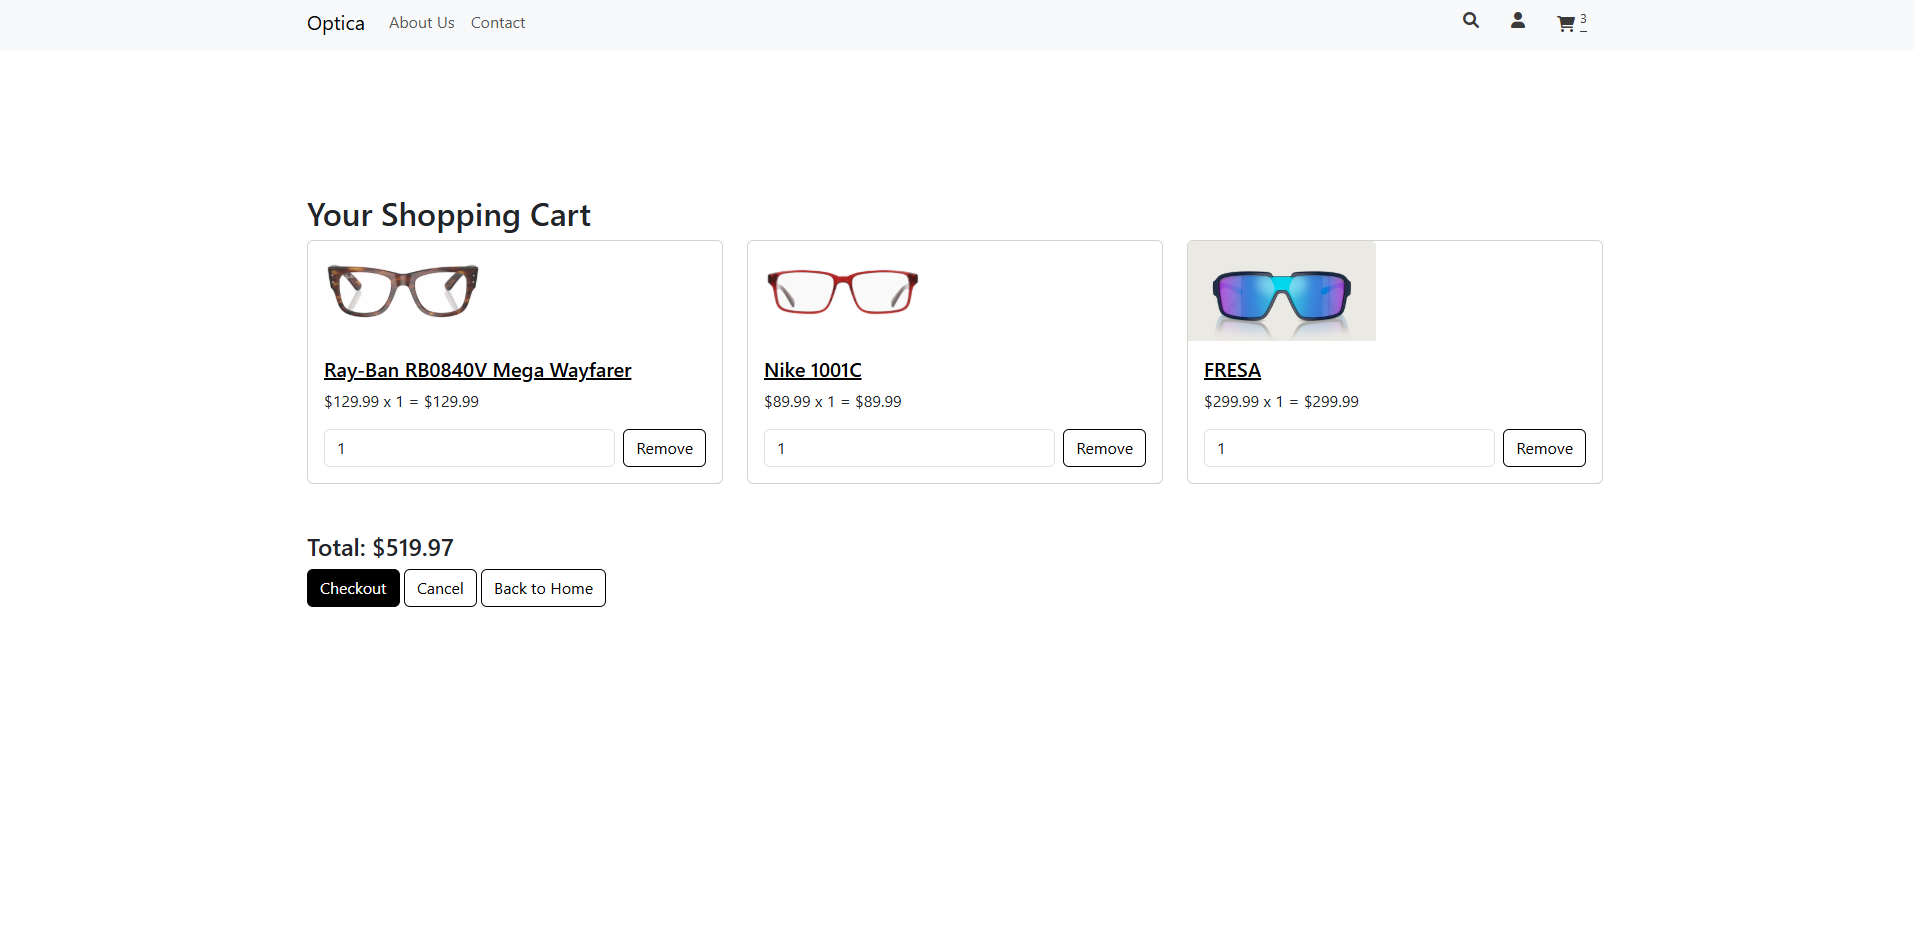 Optica About Us Contact 3
Your Shopping Cart
Ray-Ban RB0840V Mega Wayfarer
$129.99 x 1 = $129.99
1 Remove
Nike 1001C
$89.99 x 1 = $89.99
1 Remove
FRESA
$299.99 x 1 = $299.99
1 Remove
Total: $519.97
Checkout Cancel Back to Home